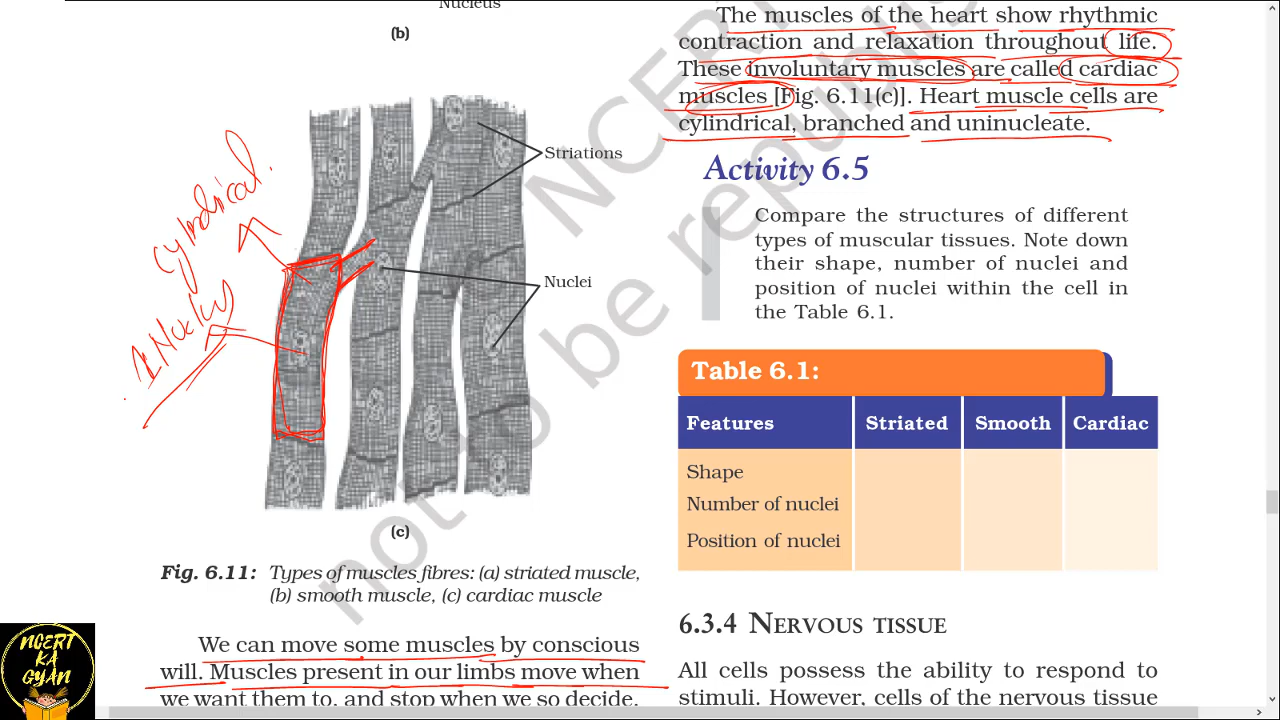 Nucleus
(b)
Striations
Nuclei
Cylindrical.
1 Nucleus
(c)
Fig. 6.11: Types of muscles fibres: (a) striated muscle,
(b) smooth muscle, (c) cardiac muscle
We can move some muscles by conscious
will. Muscles present in our limbs move when
we want them to, and stop when we so decide.
The muscles of the heart show rhythmic
contraction and relaxation throughout life.
These involuntary muscles are called cardiac
muscles [Fig. 6.11(c)]. Heart muscle cells are
cylindrical, branched and uninucleate.
Activity 6.5
Compare the structures of different
types of muscular tissues. Note down
their shape, number of nuclei and
position of nuclei within the cell in
the Table 6.1.
Table 6.1:
Features Striated Smooth Cardiac
Shape
Number of nuclei
Position of nuclei
6.3.4 NERVOUS TISSUE
All cells possess the ability to respond to
stimuli. However, cells of the nervous tissue
NCERT
KA
GYAN
NCERT
not to be republis